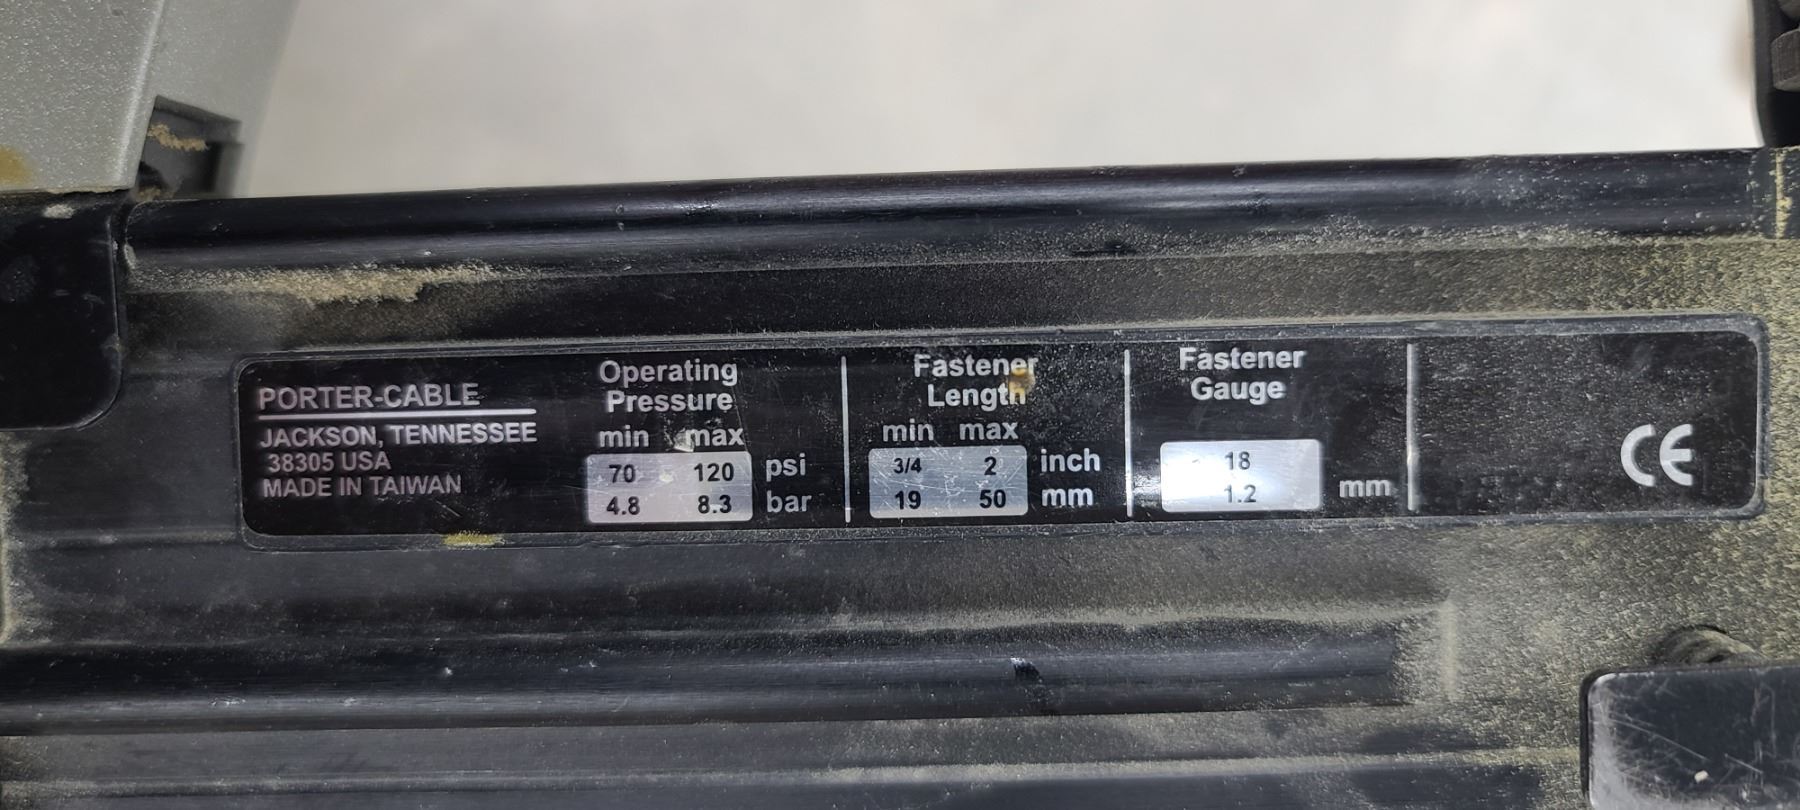 PORTER-CABLE
JACKSON, TENNESSEE
38305 USA
MADE IN TAIWAN
Operating
Pressure
min max
70 120 psi
4.8 8.3 bar
Fastener
Length
min max
3/4 2 inch
19 50 mm
Fastener
Gauge
18
1.2 mm
CE